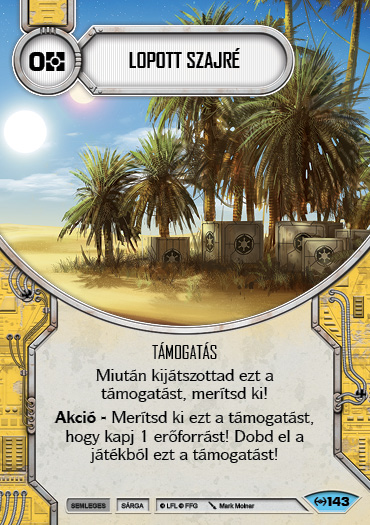 0
LOPOTT SZAJRÉ
TÁMOGATÁS
Miután kijátszottad ezt a
támogatást, merítsd ki!
Akció - Merítsd ki ezt a támogatást,
hogy kapj 1 erőforrást! Dobd el a
játékből ezt a támogatást!
SEMLEGES SÁRGA © LFL © FFG Mark Molnar 143